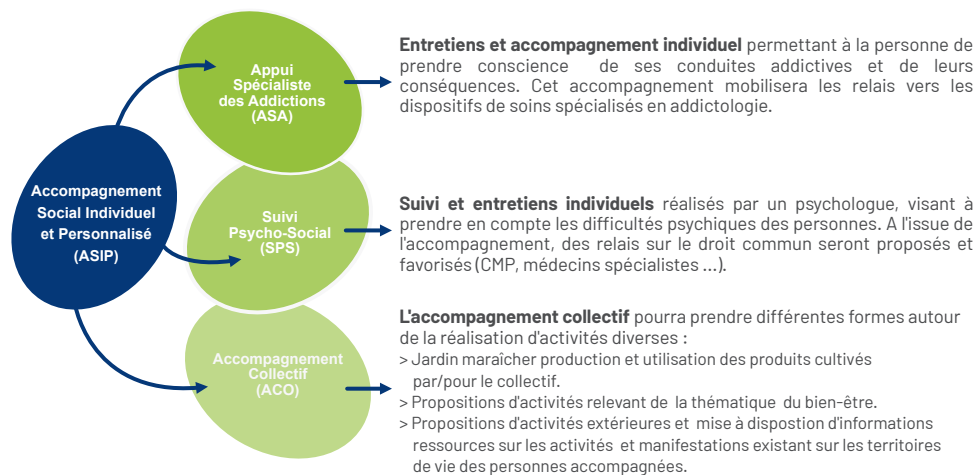 Accompagnement
Social Individuel
et Personnalisé
(ASIP)
Appui
Spécialiste
des Addictions
(ASA)
Entretiens et accompagnement individuel permettant à la personne de
prendre conscience de ses conduites addictives et de leurs
conséquences. Cet accompagnement mobilisera les relais vers les
dispositifs de soins spécialisés en addictologie.
Suivi
Psycho-Social
(SPS)
Suivi et entretiens individuels réalisés par un psychologue, visant à
prendre en compte les difficultés psychiques des personnes. A l'issue de
l'accompagnement, des relais sur le droit commun seront proposés et
favorisés (CMP, médecins spécialistes ...).
Accompagnement
Collectif
(ACO)
L'accompagnement collectif pourra prendre différentes formes autour
de la réalisation d'activités diverses :
> Jardin maraîcher production et utilisation des produits cultivés
par/pour le collectif.
> Propositions d'activités relevant de la thématique du bien-être.
> Propositions d'activités extérieures et mise à dispostion d'informations
ressources sur les activités et manifestations existant sur les territoires
de vie des personnes accompagnées.